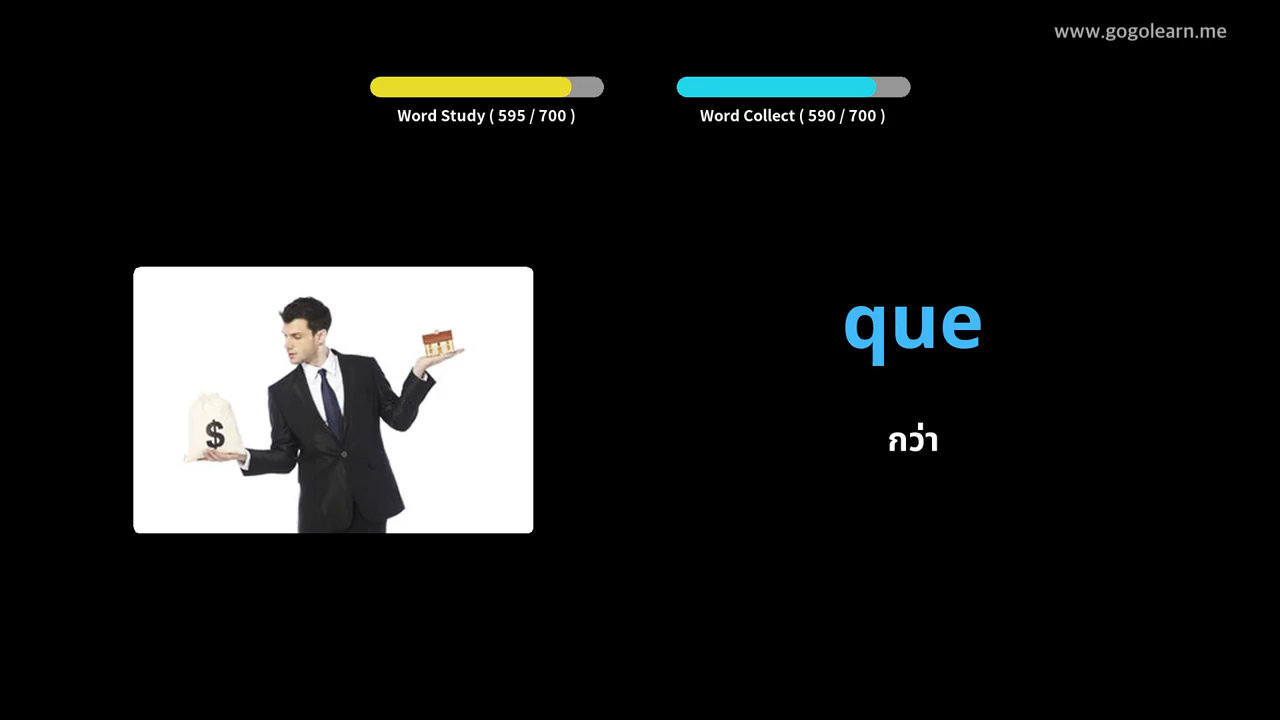 www.gogolearn.me
Word Study ( 595 / 700 )
Word Collect ( 590 / 700 )
que
$
กว่า